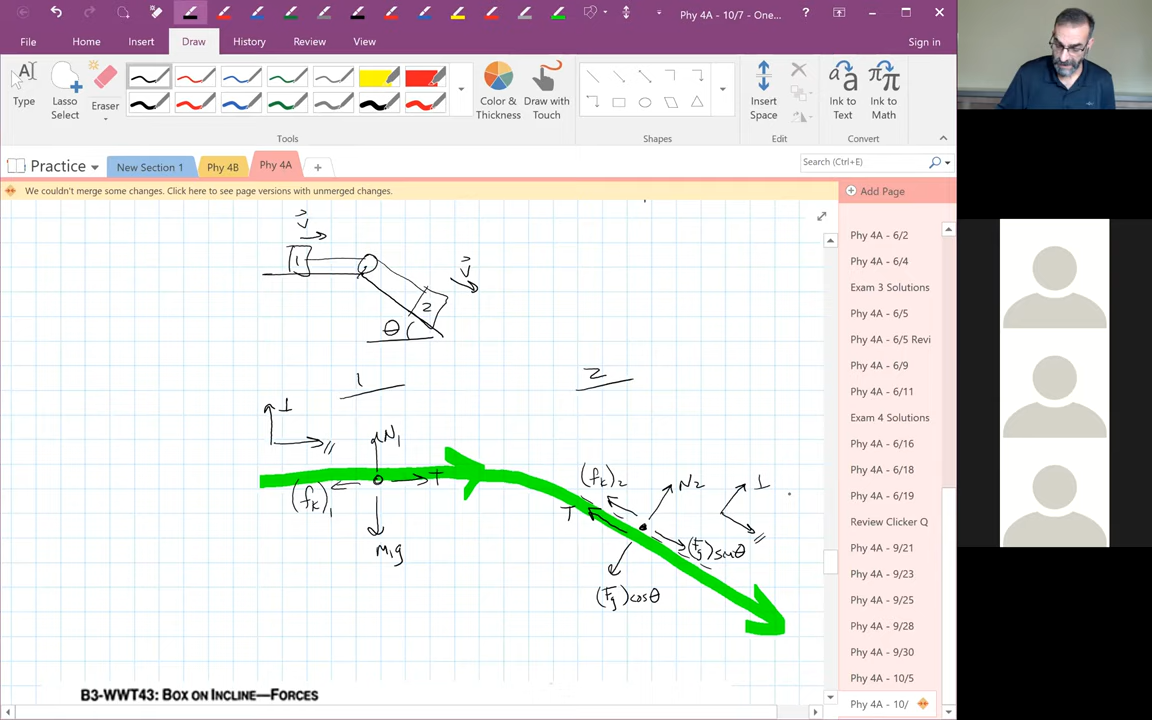 Phy 4A - 10/7 - One...
?
File Home Insert Draw History Review View
Sign in
Type
Lasso Select
Eraser
Color & Thickness
Draw with Touch
Insert Space
Ink to Text
Ink to Math
Tools
Shapes
Edit
Convert
Practice
New Section 1
Phy 4B
Phy 4A
+
Search (Ctrl+E)
We couldn't merge some changes. Click here to see page versions with unmerged changes.
Add Page
Phy 4A - 6/2
Phy 4A - 6/4
Exam 3 Solutions
Phy 4A - 6/5
Phy 4A - 6/5 Revi
Phy 4A - 6/9
Phy 4A - 6/11
Exam 4 Solutions
Phy 4A - 6/16
Phy 4A - 6/18
Phy 4A - 6/19
Review Clicker Q
Phy 4A - 9/21
Phy 4A - 9/23
Phy 4A - 9/25
Phy 4A - 9/28
Phy 4A - 9/30
Phy 4A - 10/5
Phy 4A - 10/
v⃗
1
v⃗
2
θ
1
2
⊥
//
N1
(fk)1
T
m1g
(fk)2
N2
⊥
T
(Fg)sinθ
//
(Fg)cosθ
B3-WWT43: BOX ON INCLINE—FORCES